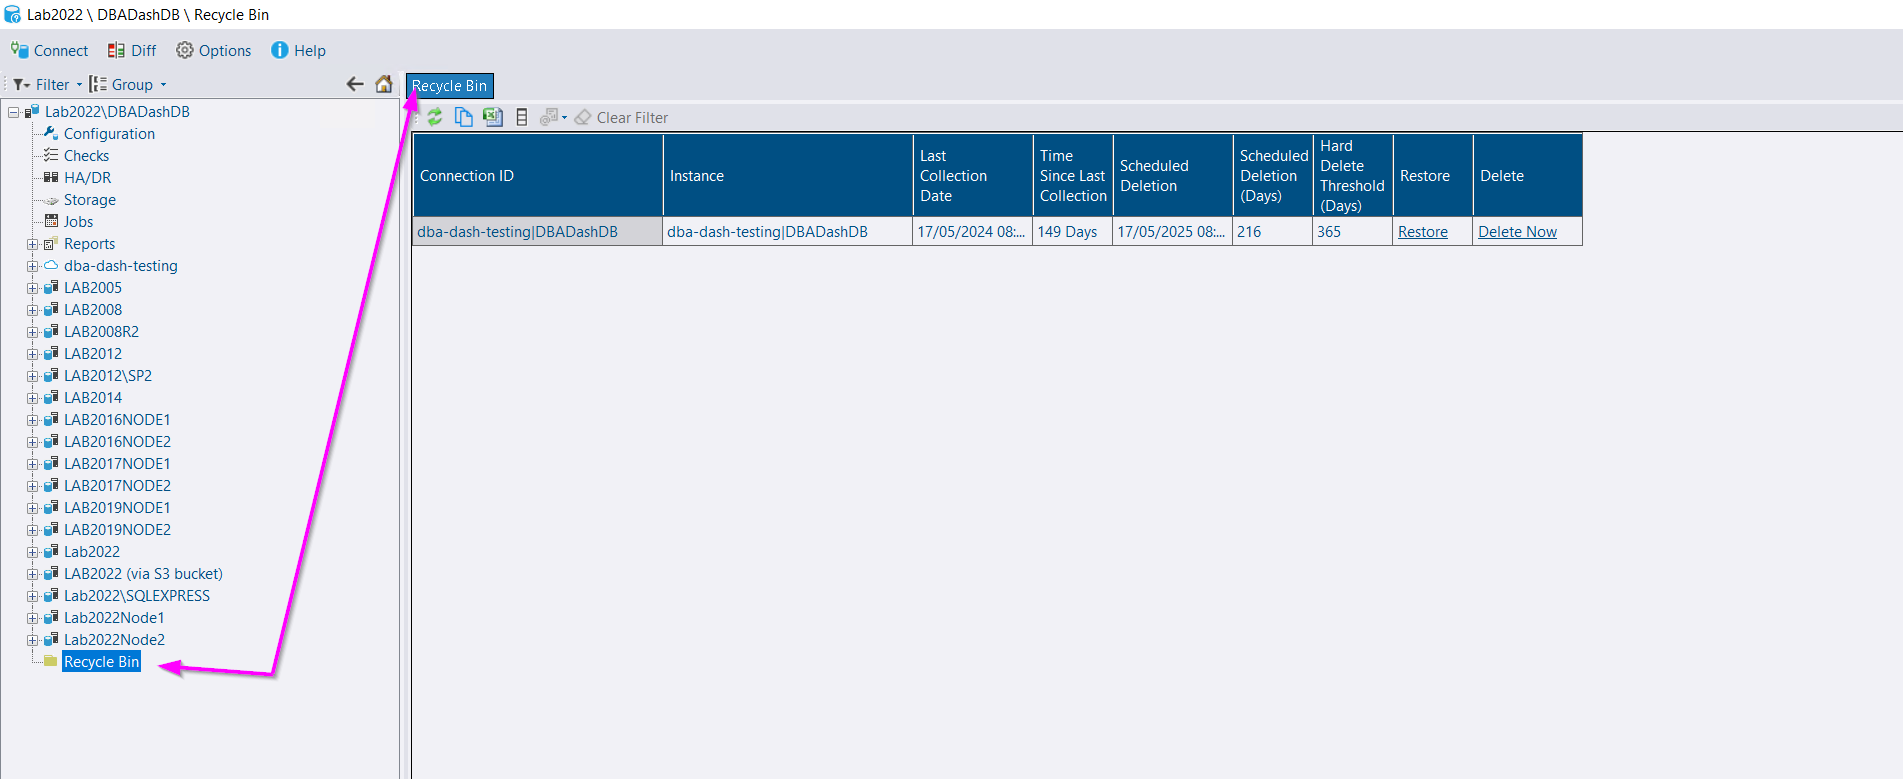 Lab2022 \ DBADashDB \ Recycle Bin
Connect Diff Options Help
Filter Group
Lab2022\DBADashDB
Configuration
Checks
HA/DR
Storage
Jobs
Reports
dba-dash-testing
LAB2005
LAB2008
LAB2008R2
LAB2012
LAB2012\SP2
LAB2014
LAB2016NODE1
LAB2016NODE2
LAB2017NODE1
LAB2017NODE2
LAB2019NODE1
LAB2019NODE2
Lab2022
LAB2022 (via S3 bucket)
Lab2022\SQLEXPRESS
Lab2022Node1
Lab2022Node2
Recycle Bin
Recycle Bin
Clear Filter
Connection ID
Instance
Last
Collection
Date
Time
Since Last
Collection
Scheduled
Deletion
Scheduled
Deletion
(Days)
Hard
Delete
Threshold
(Days)
Restore
Delete
dba-dash-testing|DBADashDB dba-dash-testing|DBADashDB 17/05/2024 08:... 149 Days 17/05/2025 08:... 216 365 Restore Delete Now